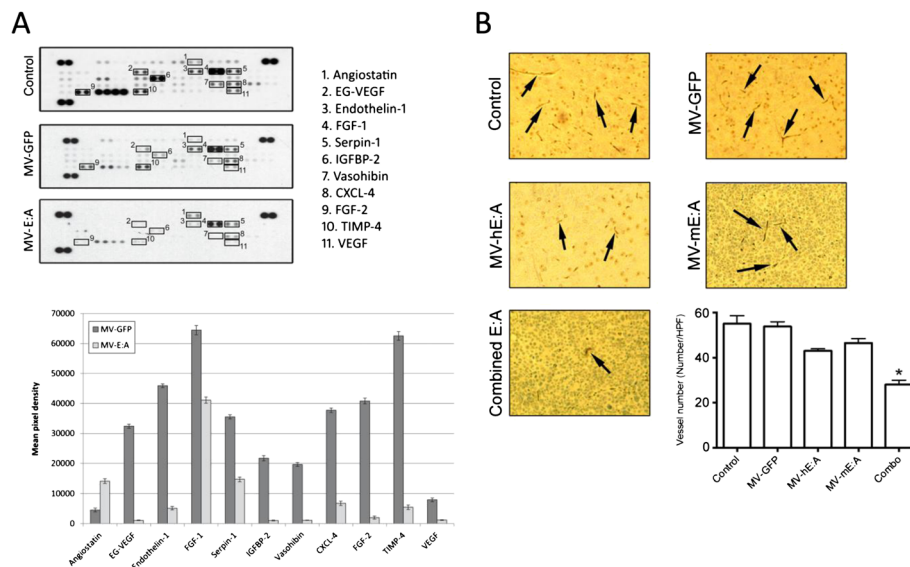 A
Control
MV-GFP
MV-E:A
1
2
3
4
5
6
7
8
9
10
11
1
2
3
4
5
6
7
8
9
10
11
1
2
3
4
5
6
7
8
9
10
11
1. Angiostatin
2. EG-VEGF
3. Endothelin-1
4. FGF-1
5. Serpin-1
6. IGFBP-2
7. Vasohibin
8. CXCL-4
9. FGF-2
10. TIMP-4
11. VEGF
Mean pixel density
70000
60000
50000
40000
30000
20000
10000
0
MV-GFP
MV-E:A
Angiostatin
EG-VEGF
Endothelin-1
FGF-1
Serpin-1
IGFBP-2
Vasohibin
CXCL-4
FGF-2
TIMP-4
VEGF
B
Control
MV-GFP
MV-hE:A
MV-mE:A
Combined E:A
Vessel number (Number/HPF)
60
40
20
0
*
Control
MV-GFP
MV-hE:A
MV-mE:A
Combo